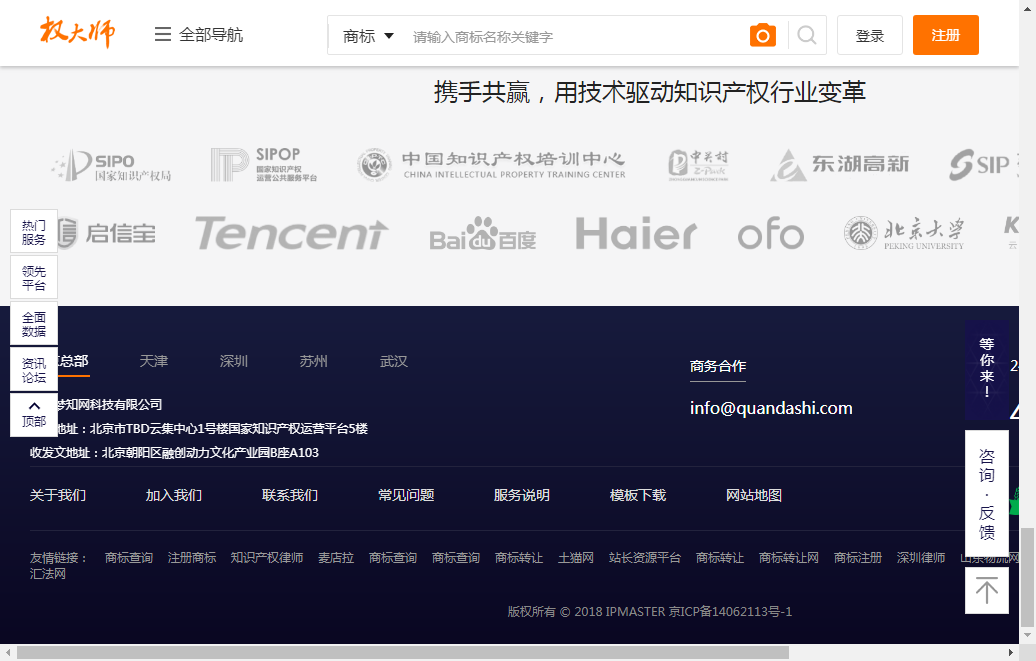 权大师
全部导航
商标
请输入商标名称关键字
登录
注册
携手共赢，用技术驱动知识产权行业变革
SIPO
国家知识产权局
SIPOP
国家知识产权
运营公共服务平台
中国知识产权培训中心
CHINA INTELLECTUAL PROPERTY TRAINING CENTER
中关村
Z-Park
东湖高新
SIP
启信宝
Tencent
Bai
百度
Haier
ofo
北京大学
PEKING UNIVERSITY
K
云
热门
服务
领先
平台
全面
数据
资讯
论坛
顶部
总部
天津
深圳
苏州
武汉
梦知网科技有限公司
地址：北京市TBD云集中心1号楼国家知识产权运营平台5楼
收发文地址：北京朝阳区融创动力文化产业园B座A103
商务合作
info@quandashi.com
等你来！
2
咨询·反馈
关于我们
加入我们
联系我们
常见问题
服务说明
模板下载
网站地图
友情链接：
商标查询
注册商标
知识产权律师
麦店拉
商标查询
商标查询
商标转让
土猫网
站长资源平台
商标转让
商标转让网
商标注册
深圳律师
山东物流网
汇法网
版权所有 © 2018 IPMASTER 京ICP备14062113号-1